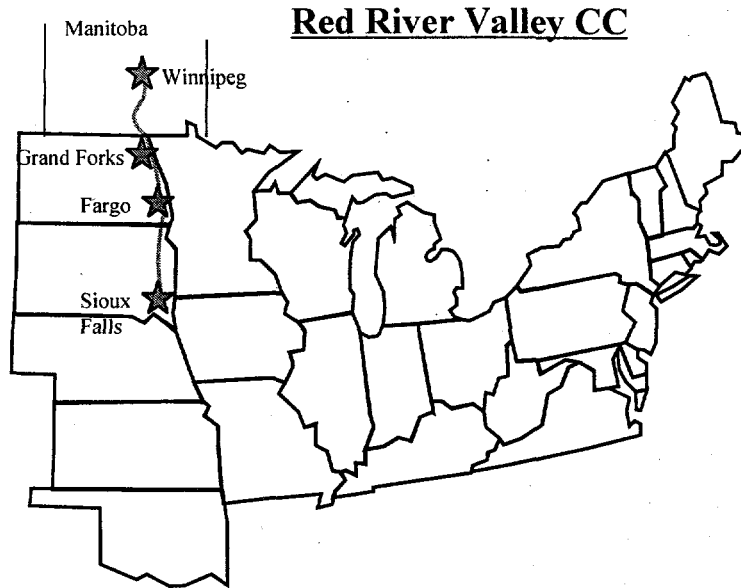 Red River Valley CC
Manitoba
Winnipeg
Grand Forks
Fargo
Sioux
Falls